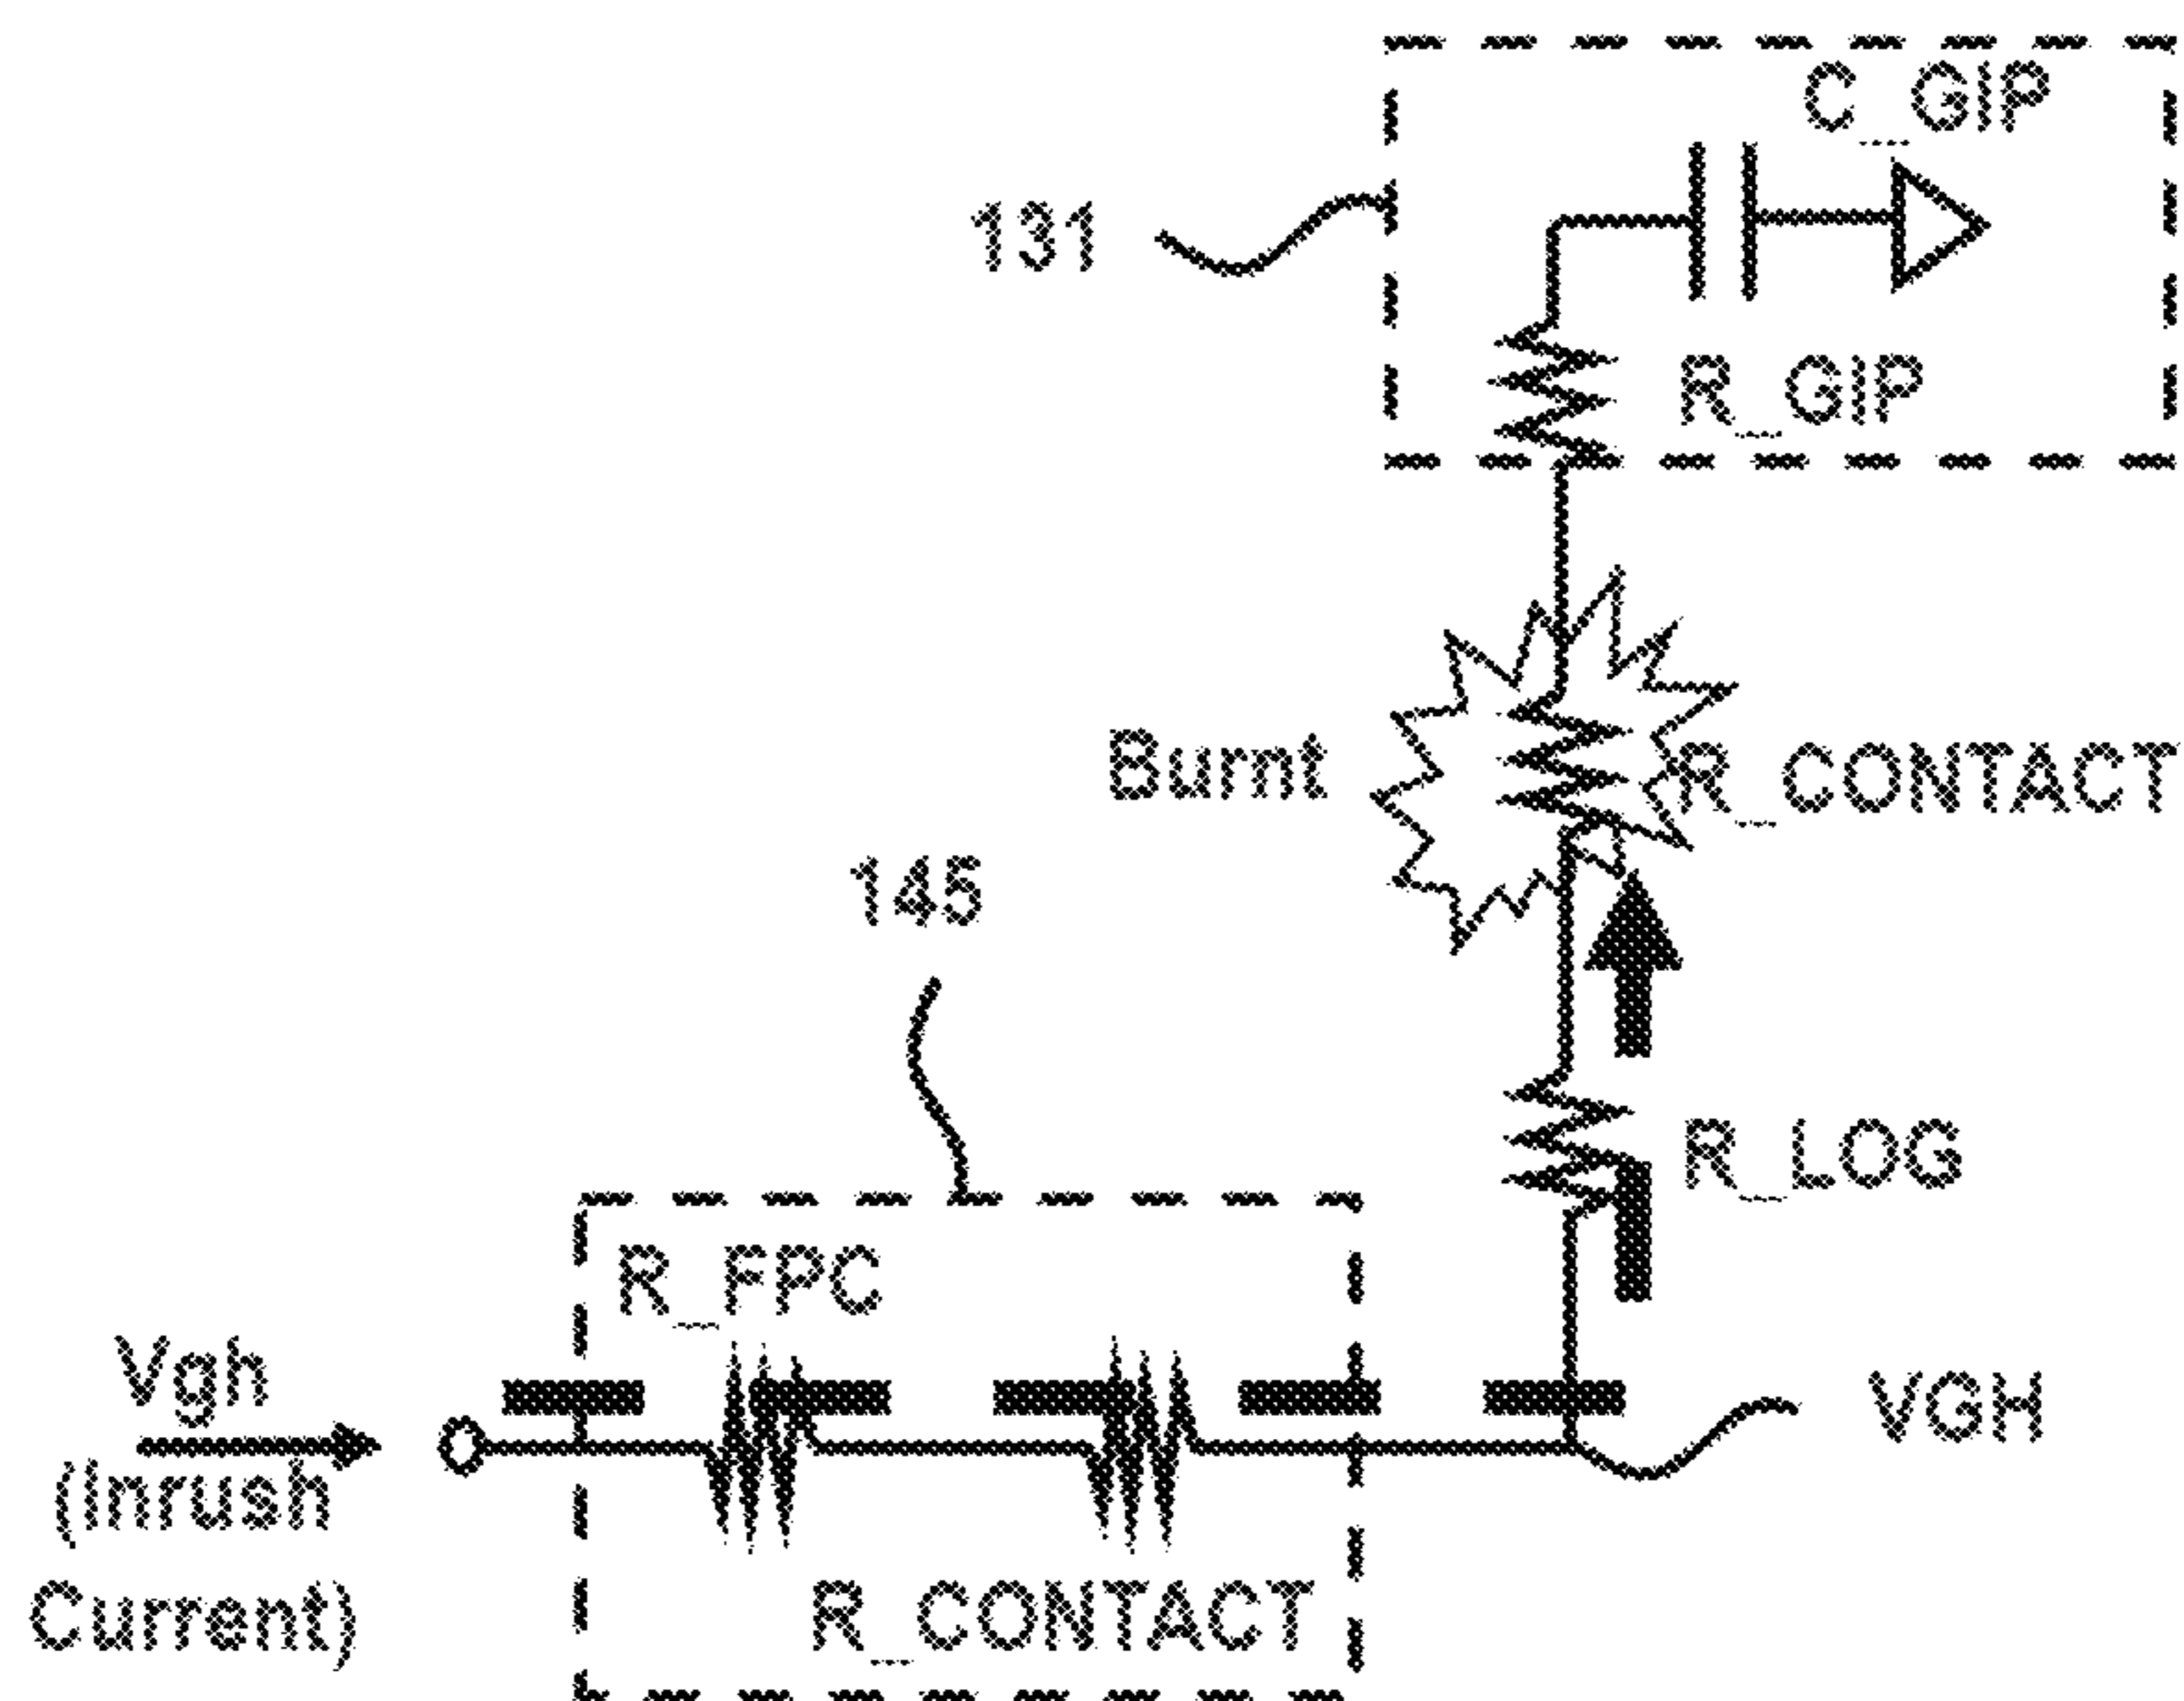 C_GIP
131
R_GIP
Burnt
R_CONTACT
145
R_LOG
R_FPC
Vgh
(Inrush
Current)
VGH
R_CONTACT